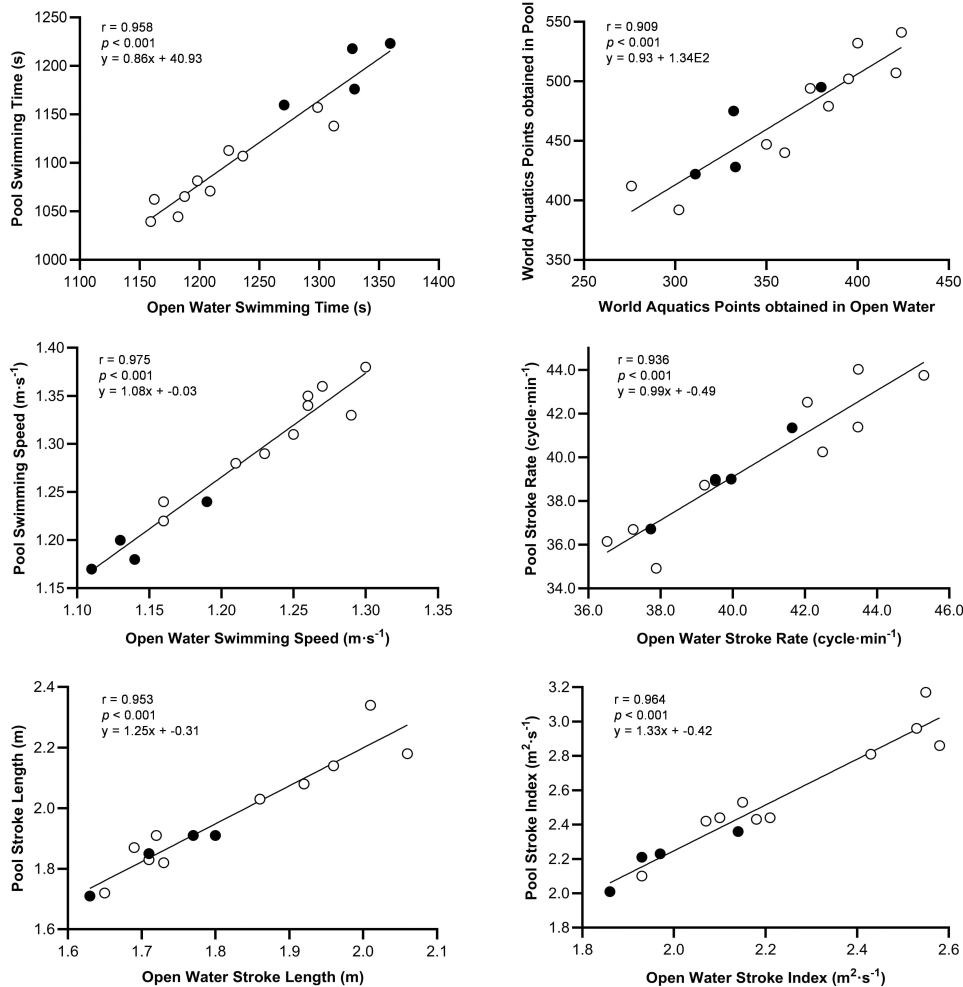 r = 0.958
p < 0.001
y = 0.86x + 40.93
Pool Swimming Time (s)
1250
1200
1150
1100
1050
1000
1100 1150 1200 1250 1300 1350 1400
Open Water Swimming Time (s)
r = 0.909
p < 0.001
y = 0.93 + 1.34E2
World Aquatics Points obtained in Pool
550
500
450
400
350
250 300 350 400 450
World Aquatics Points obtained in Open Water
r = 0.975
p < 0.001
y = 1.08x + -0.03
Pool Swimming Speed (m·s⁻¹)
1.40
1.35
1.30
1.25
1.20
1.15
1.10 1.15 1.20 1.25 1.30 1.35
Open Water Swimming Speed (m·s⁻¹)
r = 0.936
p < 0.001
y = 0.99x + -0.49
Pool Stroke Rate (cycle·min⁻¹)
44.0
42.0
40.0
38.0
36.0
34.0
36.0 38.0 40.0 42.0 44.0 46.0
Open Water Stroke Rate (cycle·min⁻¹)
r = 0.953
p < 0.001
y = 1.25x + -0.31
Pool Stroke Length (m)
2.4
2.2
2.0
1.8
1.6
1.6 1.7 1.8 1.9 2.0 2.1
Open Water Stroke Length (m)
r = 0.964
p < 0.001
y = 1.33x + -0.42
Pool Stroke Index (m²·s⁻¹)
3.2
3.0
2.8
2.6
2.4
2.2
2.0
1.8
1.8 2.0 2.2 2.4 2.6
Open Water Stroke Index (m²·s⁻¹)